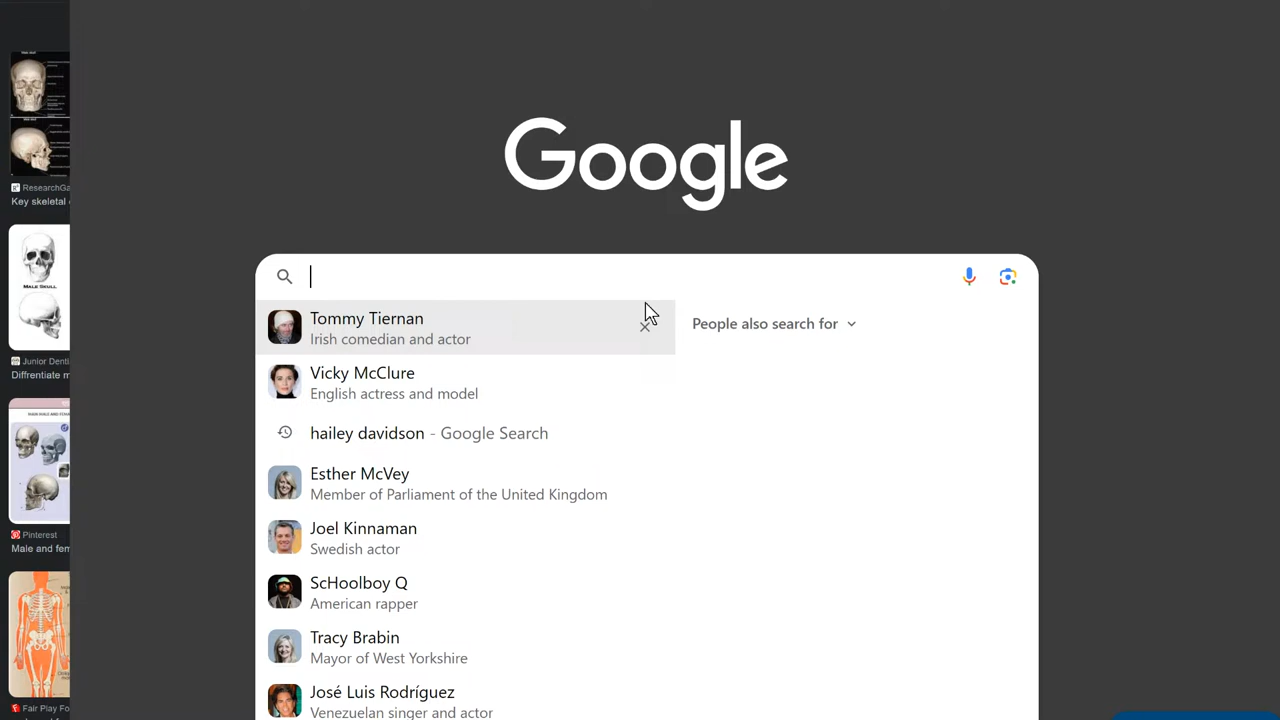 Google
Tommy Tiernan
Irish comedian and actor
People also search for
Vicky McClure
English actress and model
hailey davidson - Google Search
Esther McVey
Member of Parliament of the United Kingdom
Joel Kinnaman
Swedish actor
ScHoolboy Q
American rapper
Tracy Brabin
Mayor of West Yorkshire
José Luis Rodríguez
Venezuelan singer and actor
ResearchGa
Key skeletal
MALE SKULL
Junior Denti
Diffrentiate m
Pinterest
Male and fem
Fair Play Fo